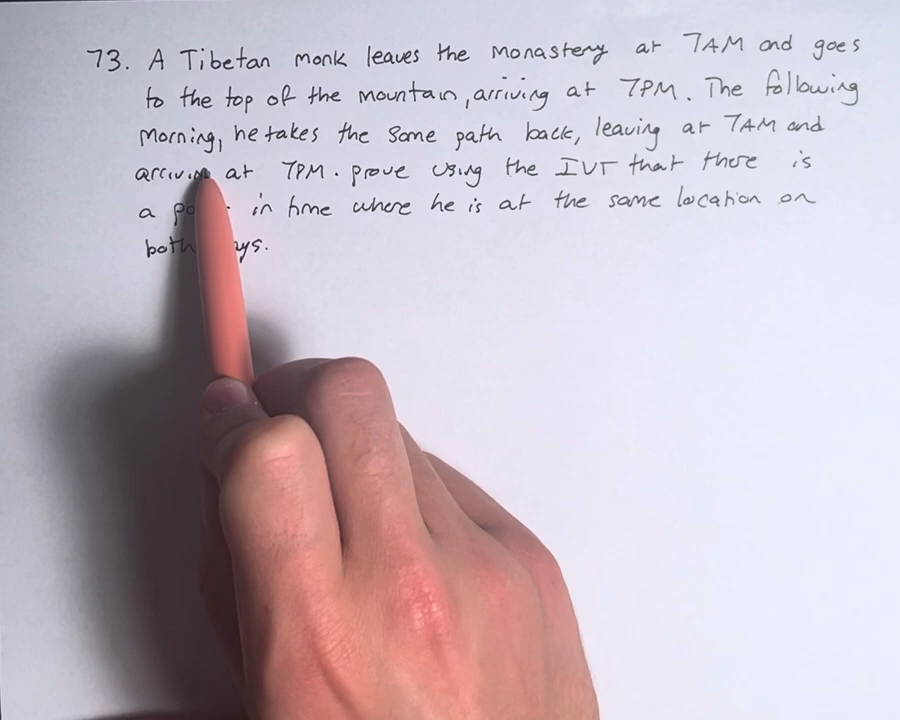 73. A Tibetan monk leaves the monastery at 7AM and goes
to the top of the mountain, arriving at 7PM. The following
morning, he takes the same path back, leaving at 7AM and
at 7PM. prove using the IVT that there is
a in time where he is at the same location on
both